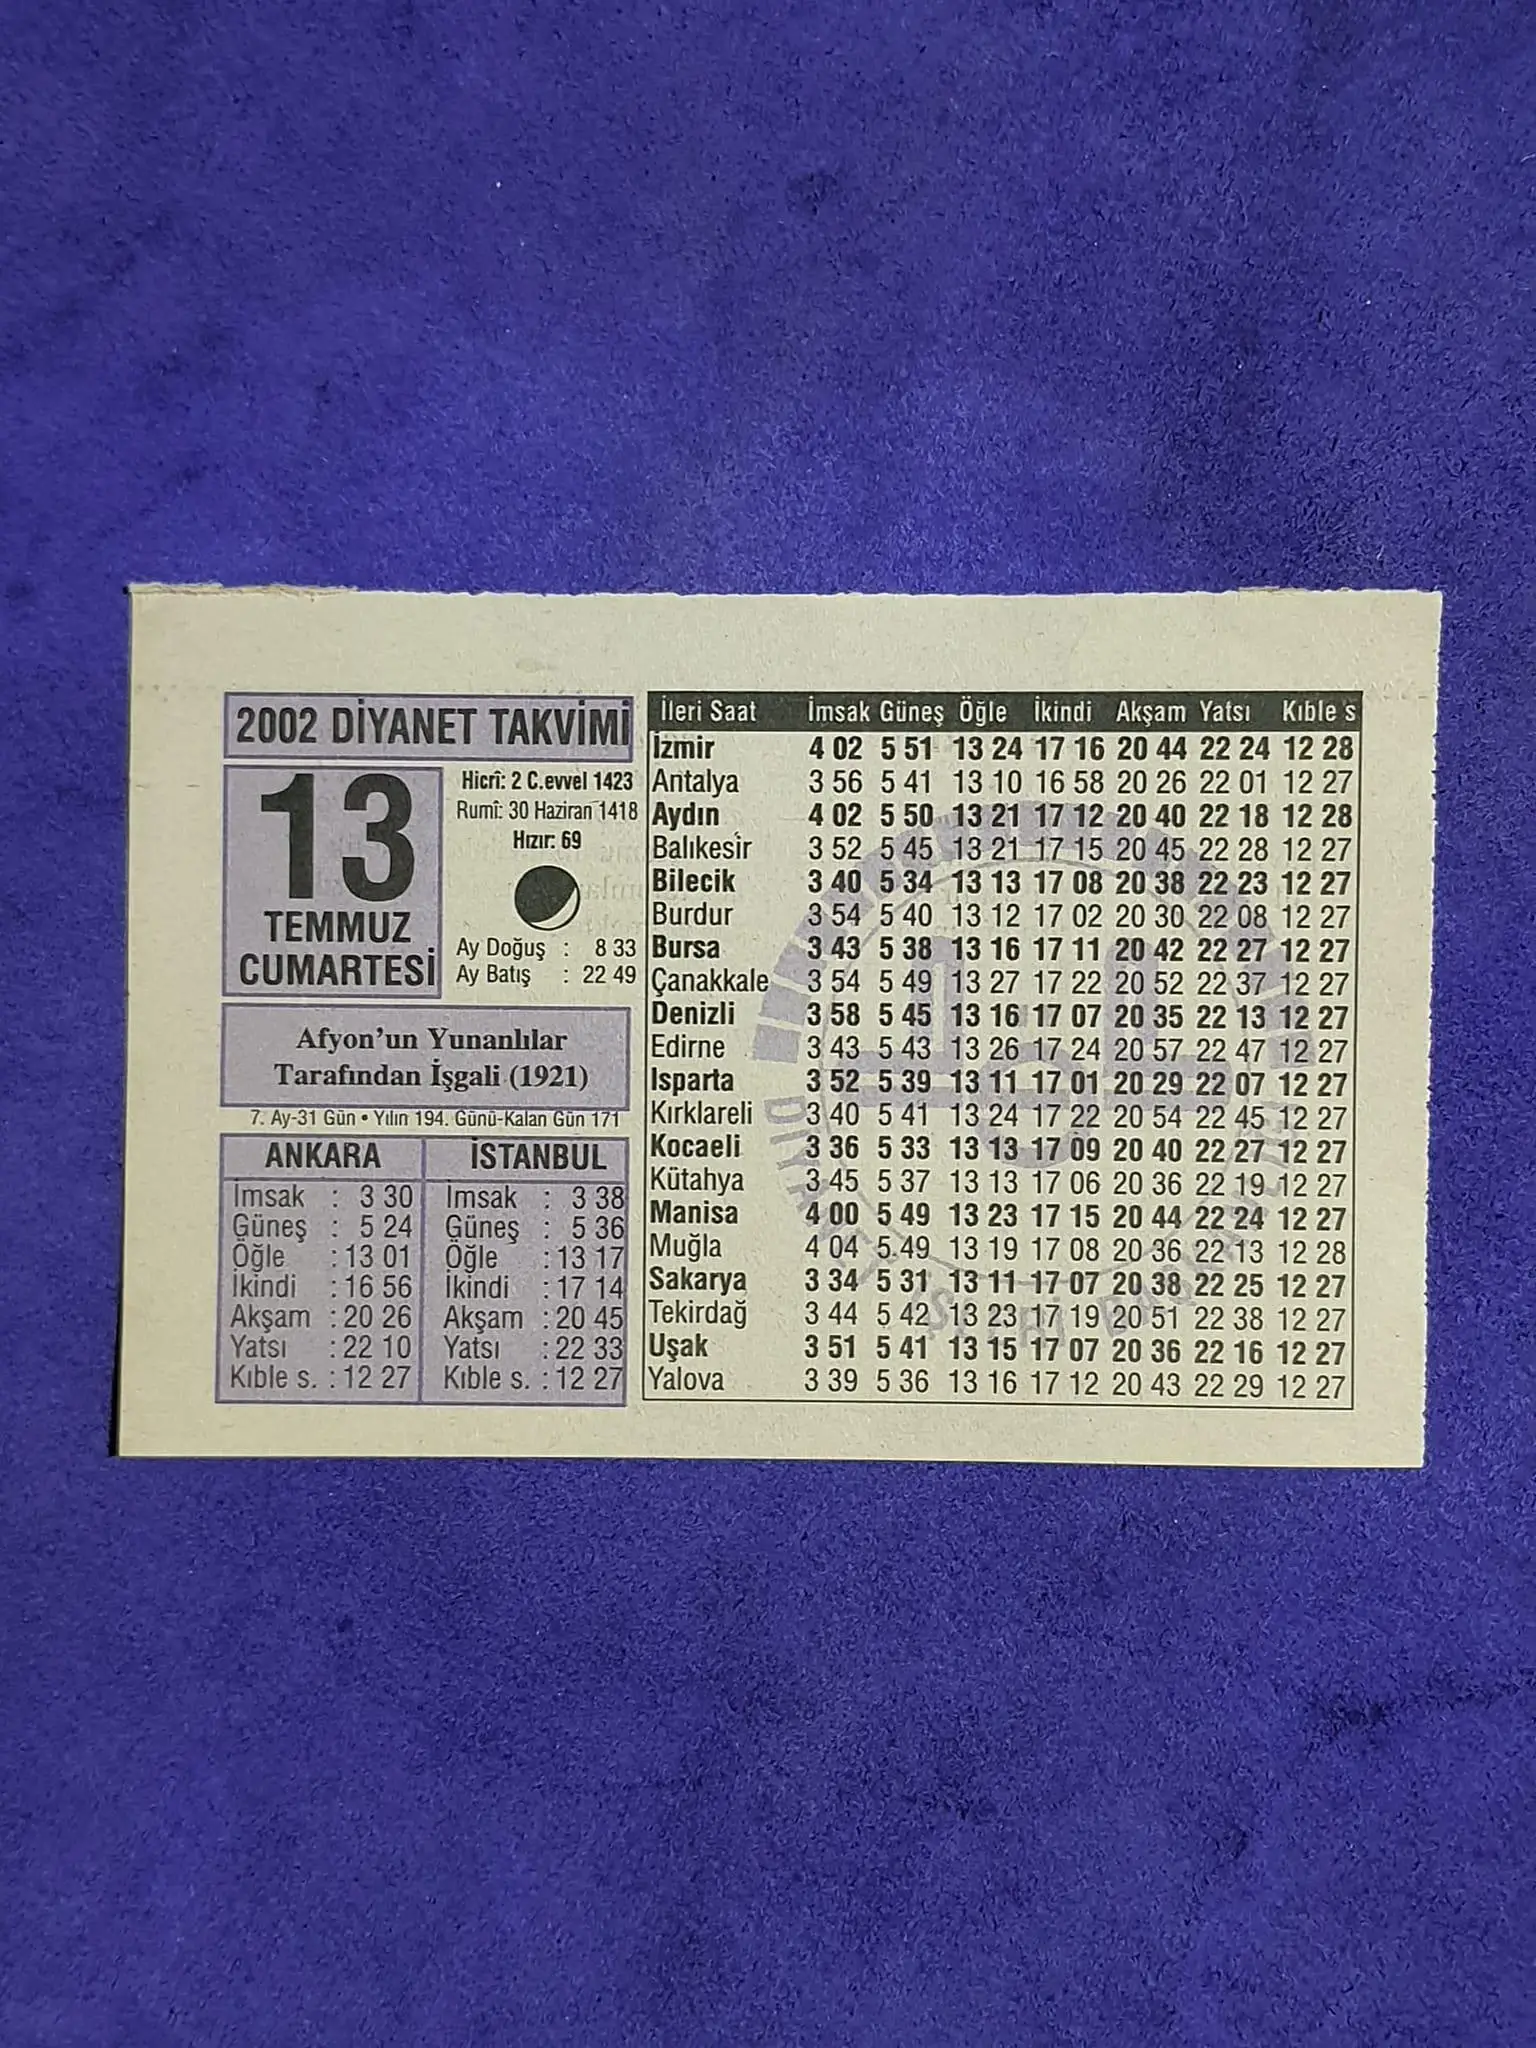 2002 DİYANET TAKVİMİ
13
TEMMUZ
CUMARTESİ
Hicrî: 2 C.evvel 1423
Rumî: 30 Haziran 1418
Hızır: 69
Ay Doğuş : 8 33
Ay Batış : 22 49
Afyon'un Yunanlılar
Tarafından İşgali (1921)
7. Ay-31 Gün • Yılın 194. Günü-Kalan Gün 171
ANKARA
İmsak : 3 30
Güneş : 5 24
Öğle : 13 01
İkindi : 16 56
Akşam : 20 26
Yatsı : 22 10
Kıble s. : 12 27
İSTANBUL
İmsak : 3 38
Güneş : 5 36
Öğle : 13 17
İkindi : 17 14
Akşam : 20 45
Yatsı : 22 33
Kıble s. : 12 27
İleri Saat İmsak Güneş Öğle İkindi Akşam Yatsı Kıble s
İzmir 4 02 5 51 13 24 17 16 20 44 22 24 12 28
Antalya 3 56 5 41 13 10 16 58 20 26 22 01 12 27
Aydın 4 02 5 50 13 21 17 12 20 40 22 18 12 28
Balıkesir 3 52 5 45 13 21 17 15 20 45 22 28 12 27
Bilecik 3 40 5 34 13 13 17 08 20 38 22 23 12 27
Burdur 3 54 5 40 13 12 17 02 20 30 22 08 12 27
Bursa 3 43 5 38 13 16 17 11 20 42 22 27 12 27
Çanakkale 3 54 5 49 13 27 17 22 20 52 22 37 12 27
Denizli 3 58 5 45 13 16 17 07 20 35 22 13 12 27
Edirne 3 43 5 43 13 26 17 24 20 57 22 47 12 27
Isparta 3 52 5 39 13 11 17 01 20 29 22 07 12 27
Kırklareli 3 40 5 41 13 24 17 22 20 54 22 45 12 27
Kocaeli 3 36 5 33 13 13 17 09 20 40 22 27 12 27
Kütahya 3 45 5 37 13 13 17 06 20 36 22 19 12 27
Manisa 4 00 5 49 13 23 17 15 20 44 22 24 12 27
Muğla 4 04 5 49 13 19 17 08 20 36 22 13 12 28
Sakarya 3 34 5 31 13 11 17 07 20 38 22 25 12 27
Tekirdağ 3 44 5 42 13 23 17 19 20 51 22 38 12 27
Uşak 3 51 5 41 13 15 17 07 20 36 22 16 12 27
Yalova 3 39 5 36 13 16 17 12 20 43 22 29 12 27